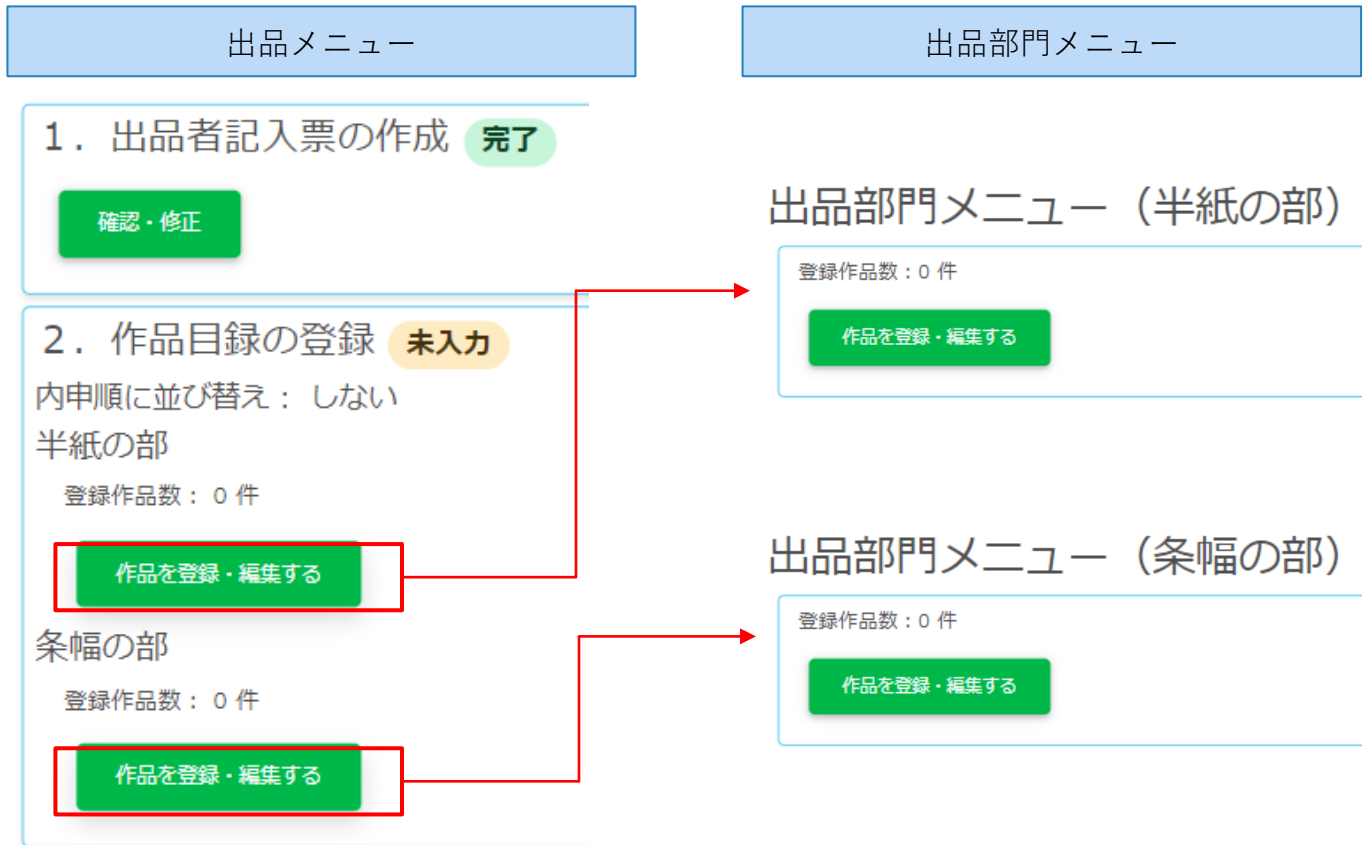 出品メニュー
1. 出品者記入票の作成 完了
確認・修正
2. 作品目録の登録 未入力
内申順に並び替え： しない
半紙の部
登録作品数： 0 件
作品を登録・編集する
条幅の部
登録作品数： 0 件
作品を登録・編集する
出品部門メニュー
出品部門メニュー（半紙の部）
登録作品数：0 件
作品を登録・編集する
出品部門メニュー（条幅の部）
登録作品数：0 件
作品を登録・編集する